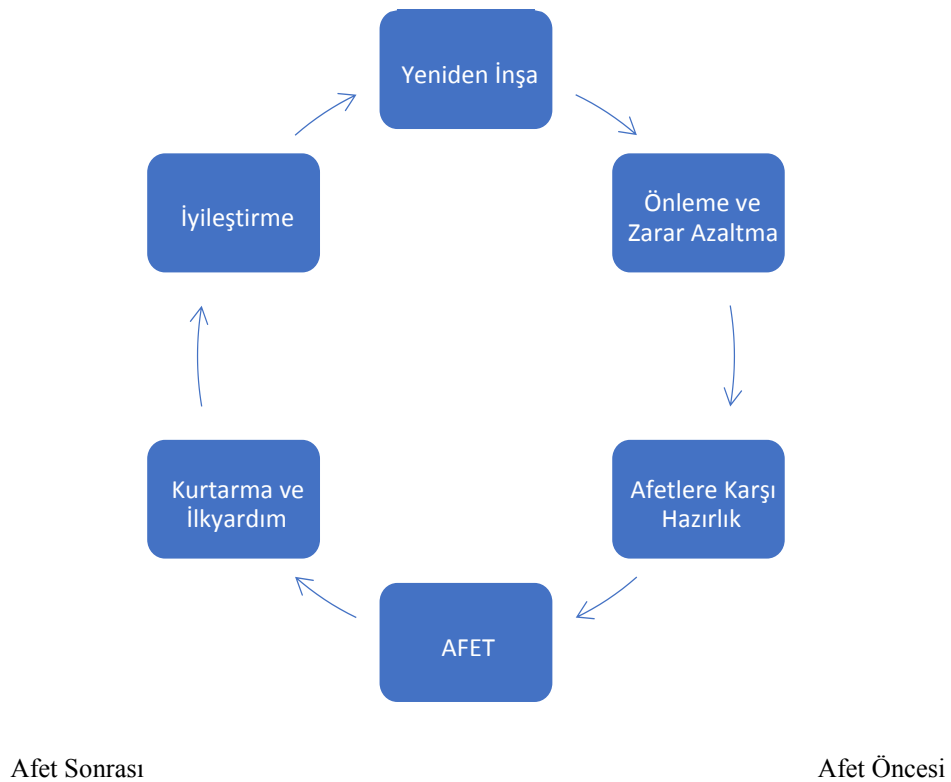 Yeniden İnşa
Önleme ve
Zarar Azaltma
Afetlere Karşı
Hazırlık
AFET
Kurtarma ve
İlkyardım
İyileştirme
Afet Sonrası
Afet Öncesi